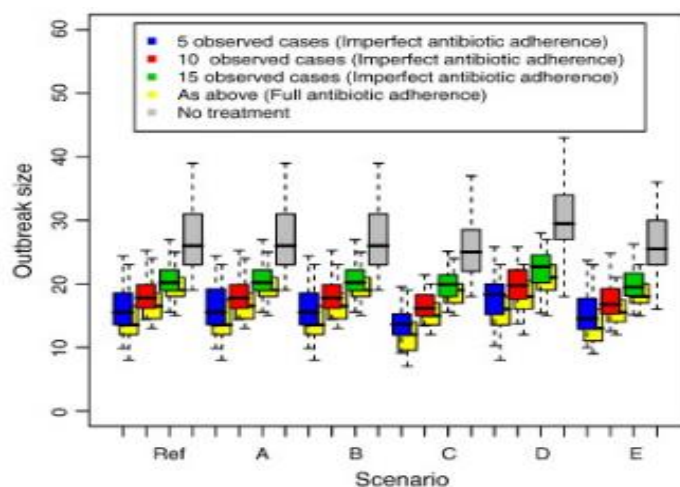 5 observed cases (Imperfect antibiotic adherence)
10 observed cases (Imperfect antibiotic adherence)
15 observed cases (Imperfect antibiotic adherence)
As above (Full antibiotic adherence)
No treatment
Outbreak size
60
50
40
30
20
10
0
Ref A B C D E
Scenario